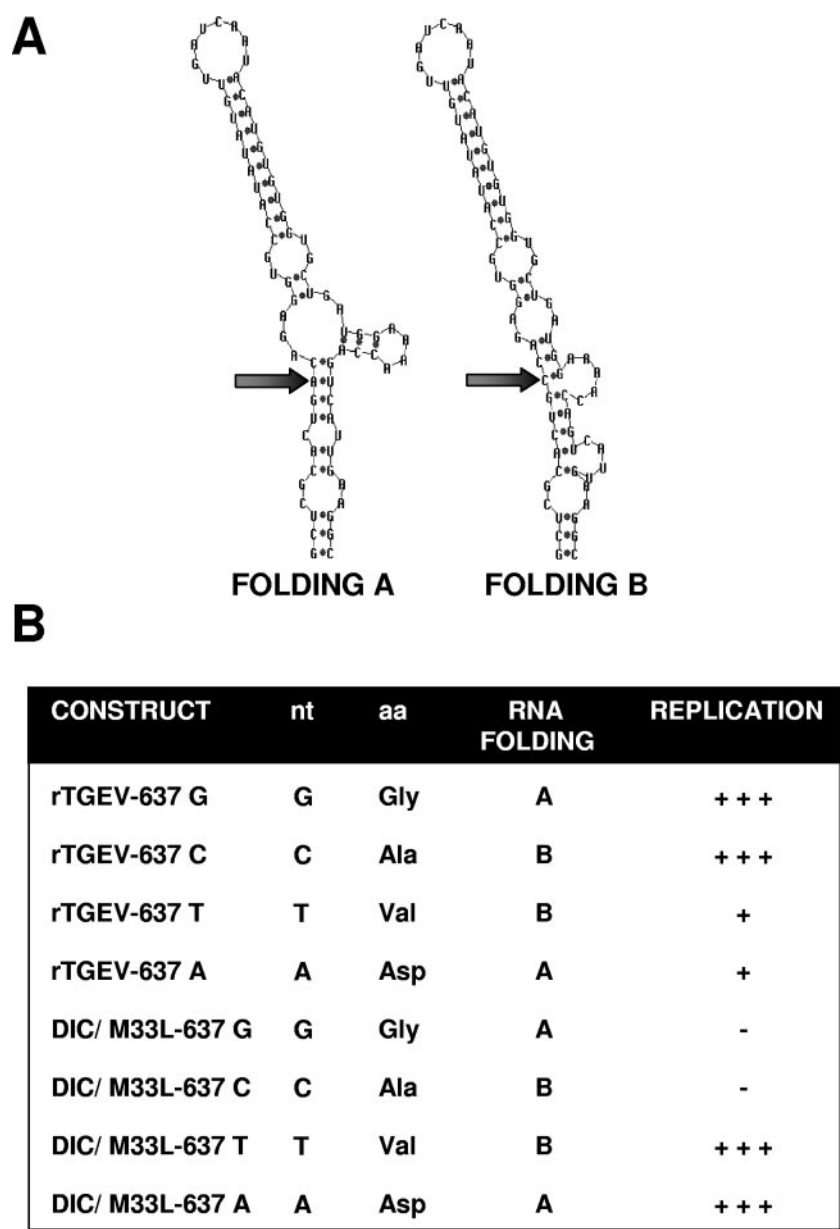 A
FOLDING A
FOLDING B
B
CONSTRUCT nt aa RNA FOLDING REPLICATION
rTGEV-637 G G Gly A + + +
rTGEV-637 C C Ala B + + +
rTGEV-637 T T Val B +
rTGEV-637 A A Asp A +
DIC/ M33L-637 G G Gly A -
DIC/ M33L-637 C C Ala B -
DIC/ M33L-637 T T Val B + + +
DIC/ M33L-637 A A Asp A + + +